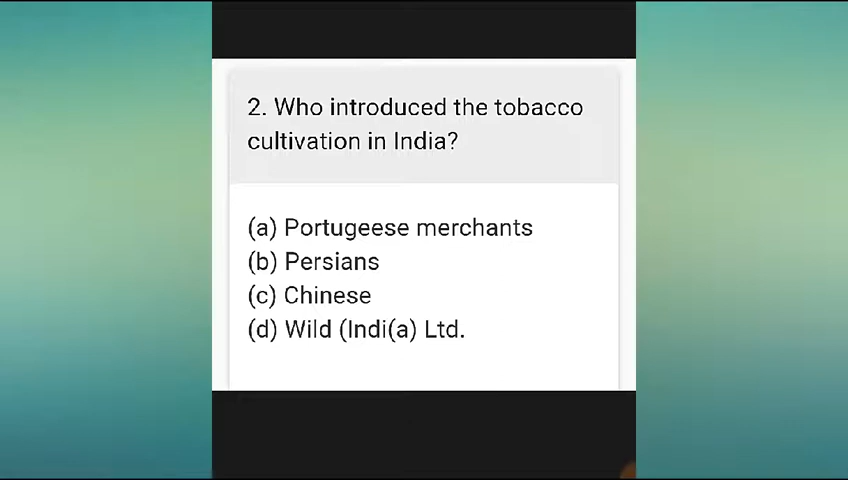 2. Who introduced the tobacco
cultivation in India?
(a) Portugeese merchants
(b) Persians
(c) Chinese
(d) Wild (Indi(a) Ltd.